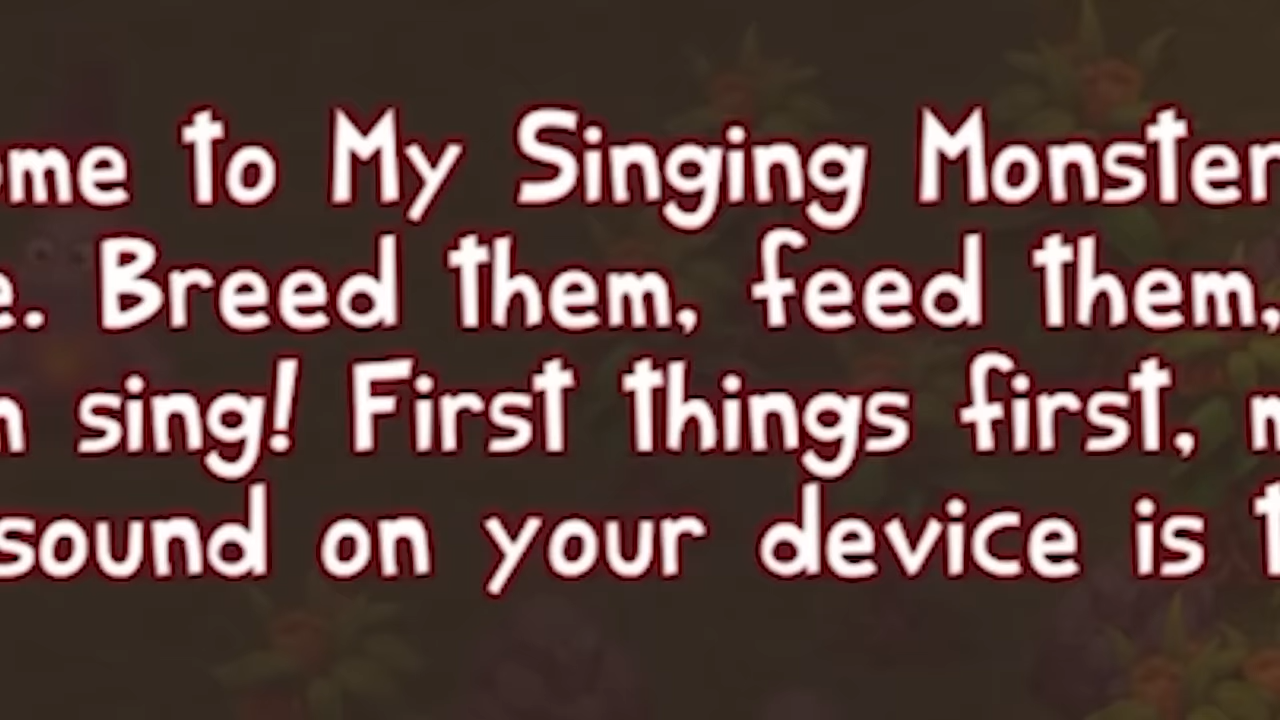 ome to My Singing Monster
e. Breed them, feed them,
n sing! First things first, m
sound on your device is t